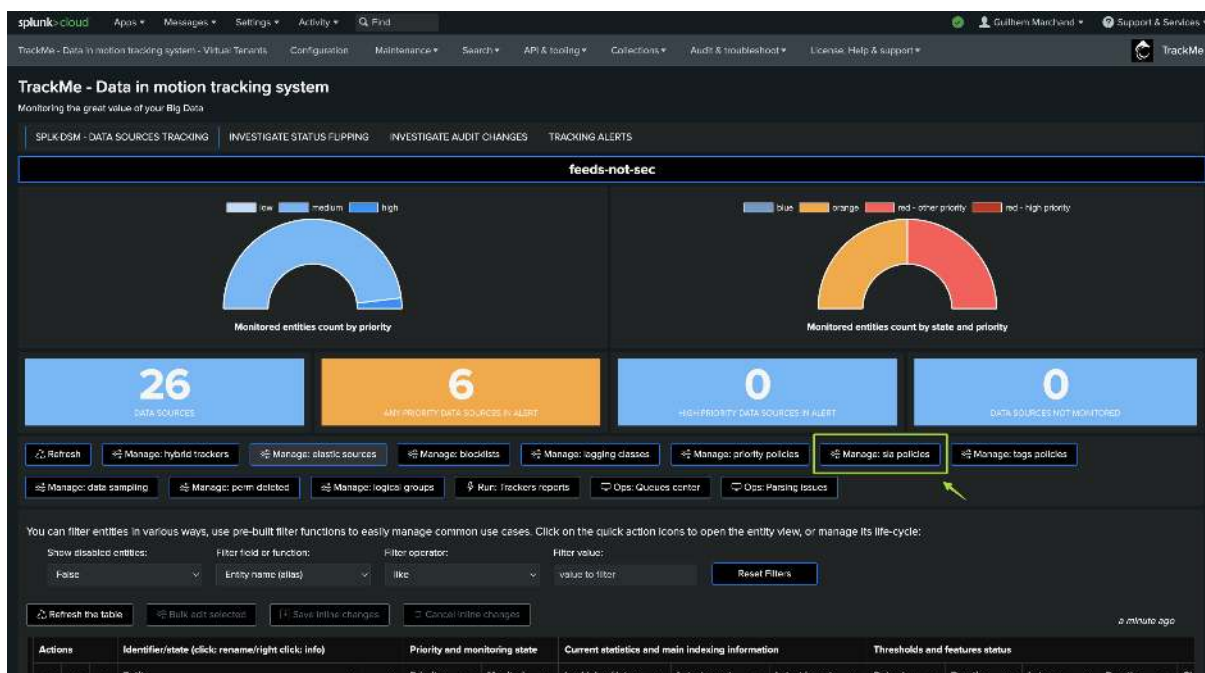 splunk>cloud Apps Messages Settings Activity Find Guilhem Marchand Support & Services
TrackMe - Data in motion tracking system - Virtual Tenants Configuration Maintenance Search API & tooling Collections Audit & troubleshoot License, Help & support TrackMe
TrackMe - Data in motion tracking system
Monitoring the great value of your Big Data
SPLK-DSM - DATA SOURCES TRACKING INVESTIGATE STATUS FLIPPING INVESTIGATE AUDIT CHANGES TRACKING ALERTS
feeds-not-sec
low medium high
blue orange red - other priority red - high priority
Monitored entities count by priority
Monitored entities count by state and priority
26 6 0 0
DATA SOURCES ANY PRIORITY DATA SOURCES IN ALERT HIGH PRIORITY DATA SOURCES IN ALERT DATA SOURCES NOT MONITORED
Refresh Manage: hybrid trackers Manage: elastic sources Manage: blocklists Manage: lagging classes Manage: priority policies Manage: sla policies Manage: tags policies
Manage: data sampling Manage: perm deleted Manage: logical groups Run: Trackers reports Ops: Queues center Ops: Parsing issues
You can filter entities in various ways, use pre-built filter functions to easily manage common use cases. Click on the quick action icons to open the entity view, or manage its life-cycle:
Show disabled entities: Filter field or function: Filter operator: Filter value:
False Entity name (alias) like value to filter Reset Filters
Refresh the table Bulk edit selected Save inline changes Cancel inline changes
a minute ago
Actions Identifier/state (click: rename/right click: info) Priority and monitoring state Current statistics and main indexing information Thresholds and features status